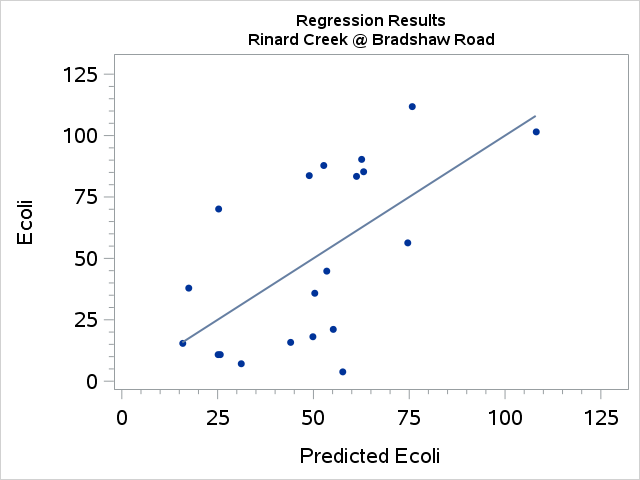 Regression Results
Rinard Creek @ Bradshaw Road
125
100
75
50
25
0
Ecoli
0 25 50 75 100 125
Predicted Ecoli